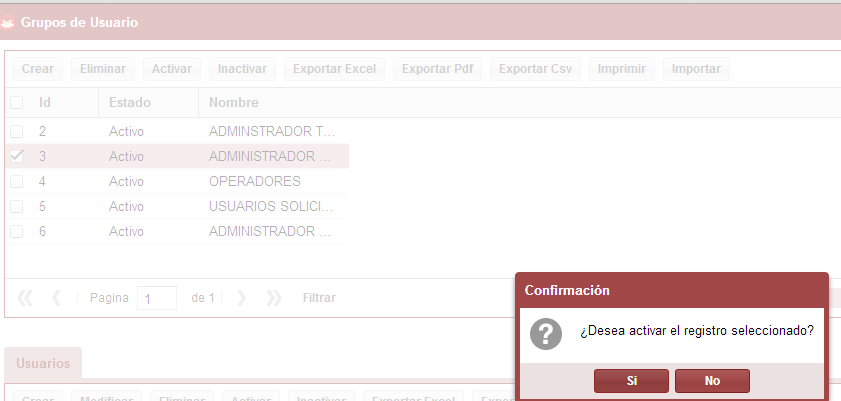 Grupos de Usuario
Crear Eliminar Activar Inactivar Exportar Excel Exportar Pdf Exportar Csv Imprimir Importar
Id Estado Nombre
2 Activo ADMINSTRADOR T...
3 Activo ADMINISTRADOR ...
4 Activo OPERADORES
5 Activo USUARIOS SOLICI...
6 Activo ADMINISTRADOR ...
Pagina 1 de 1 Filtrar
Confirmación
¿Desea activar el registro seleccionado?
Si No
Usuarios
Crear Modificar Eliminar Activar Inactivar Exportar Excel